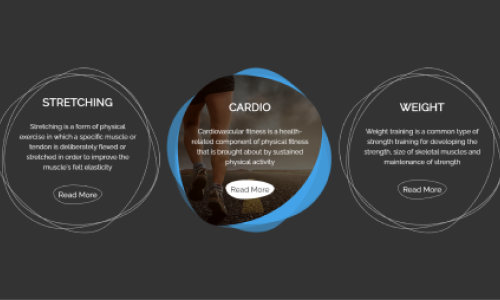 STRETCHING
Stretching is a form of physical
exercise in which a specific muscle or
tendon is deliberately flexed or
stretched in order to improve the
muscle's felt elasticity
Read More
CARDIO
Cardiovascular fitness is a health-
related component of physical fitness
that is brought about by sustained
physical activity
Read More
WEIGHT
Weight training is a common type of
strength training for developing the
strength, size of skeletal muscles and
maintenance of strength
Read More